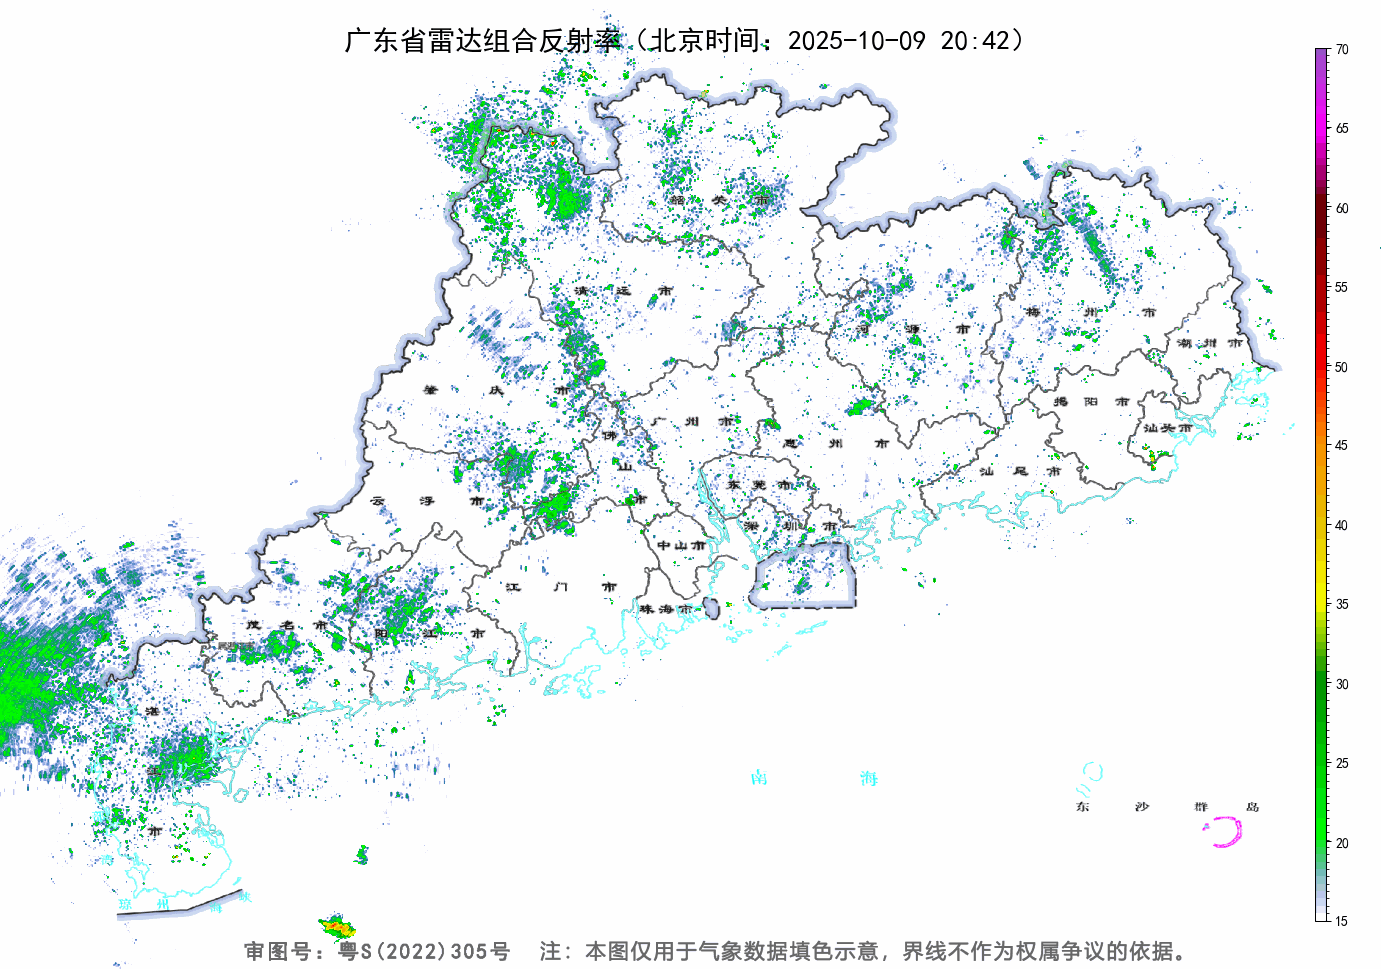 广东省雷达组合反射率（北京时间：2025-10-09 20:42）
70
65
60
55
50
45
40
35
30
25
20
15
韶关市
清远市
河源市
梅州市
潮州市
肇庆市
广州市
佛山市
惠州市
揭阳市
汕头市
汕尾市
东莞市
云浮市
深圳市
中山市
江门市
珠海市
茂名市
阳江市
湛江市
南海
东沙群岛
琼州海峡
审图号：粤S(2022)305号 注：本图仅用于气象数据填色示意，界线不作为权属争议的依据。